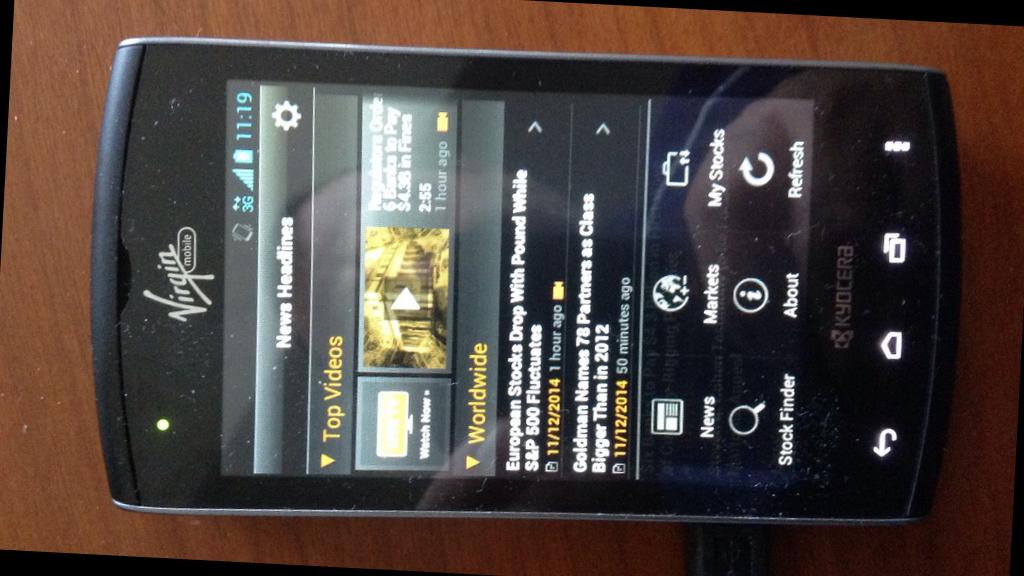 Virgin
mobile
3G 11:19
News Headlines
Top Videos
Watch Now »
Regulators Order
6 Banks to Pay
$4.3B in Fines
2:55
1 hour ago
Worldwide
European Stocks Drop With Pound While
S&P 500 Fluctuates
11/12/2014 1 hour ago
Goldman Names 78 Partners as Class
Bigger Than in 2012
11/12/2014 50 minutes ago
News
Markets
My Stocks
Stock Finder
About
Refresh
KYOCERA